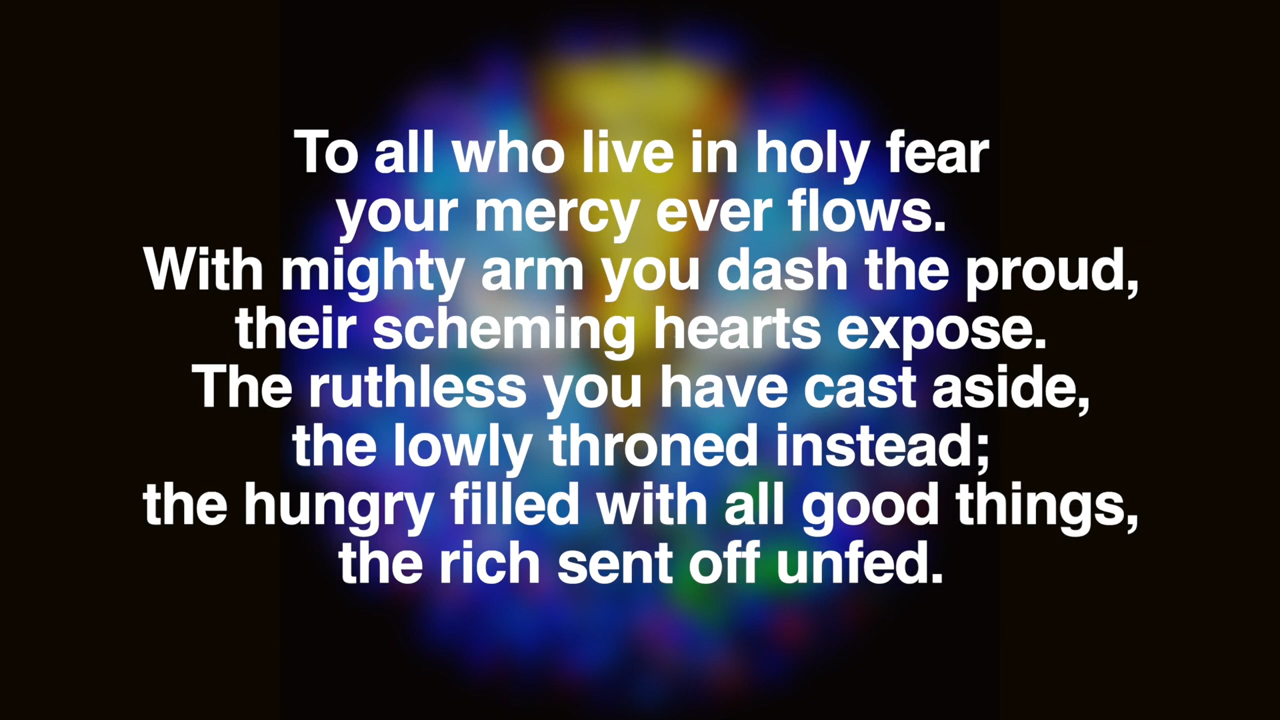 To all who live in holy fear
your mercy ever flows.
With mighty arm you dash the proud,
their scheming hearts expose.
The ruthless you have cast aside,
the lowly throned instead;
the hungry filled with all good things,
the rich sent off unfed.